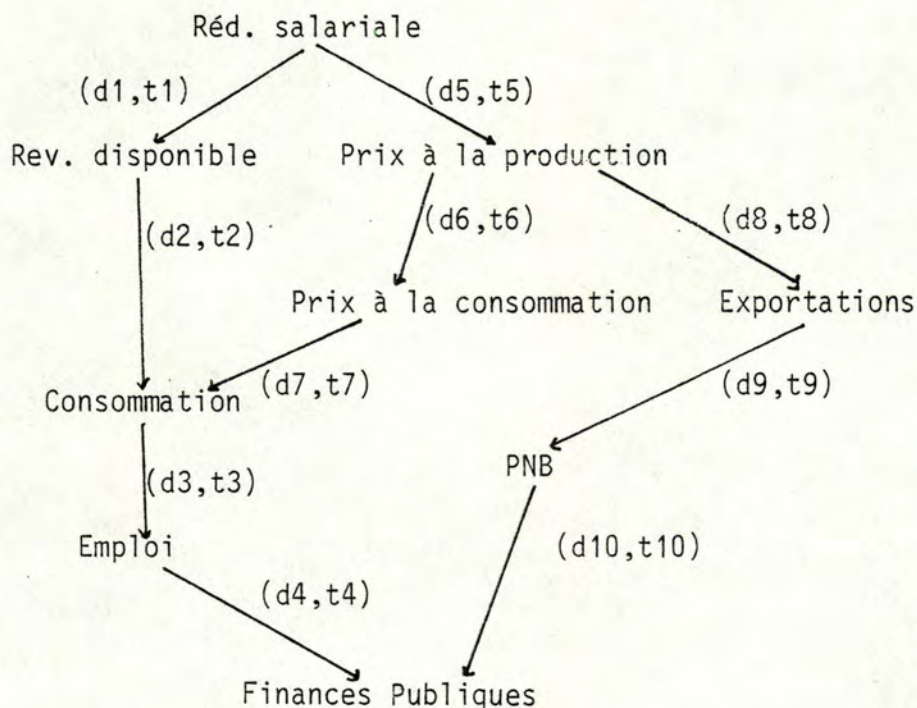 Réd. salariale
(d1,t1)
(d5,t5)
Rev. disponible
Prix à la production
(d2,t2)
(d6,t6)
(d8,t8)
Prix à la consommation
Exportations
(d7,t7)
(d9,t9)
Consommation
PNB
(d3,t3)
(d10,t10)
Emploi
(d4,t4)
Finances Publiques